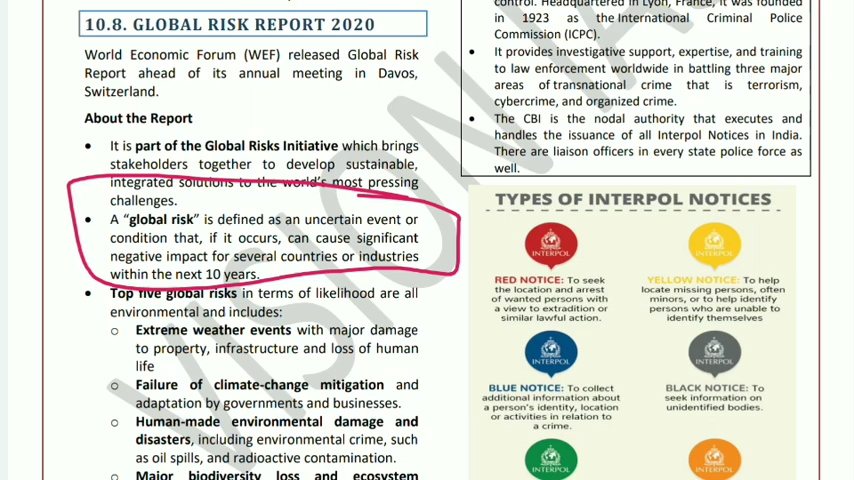 10.8. GLOBAL RISK REPORT 2020
World Economic Forum (WEF) released Global Risk
Report ahead of its annual meeting in Davos,
Switzerland.
About the Report
• It is part of the Global Risks Initiative which brings
stakeholders together to develop sustainable,
integrated solutions to the world's most pressing
challenges.
• A “global risk” is defined as an uncertain event or
condition that, if it occurs, can cause significant
negative impact for several countries or industries
within the next 10 years.
• Top five global risks in terms of likelihood are all
environmental and includes:
o Extreme weather events with major damage
to property, infrastructure and loss of human
life
o Failure of climate-change mitigation and
adaptation by governments and businesses.
o Human-made environmental damage and
disasters, including environmental crime, such
as oil spills, and radioactive contamination.
o Major biodiversity loss and ecosystem
control. Headquartered in Lyon, France, it was founded
in 1923 as the International Criminal Police
Commission (ICPC).
• It provides investigative support, expertise, and training
to law enforcement worldwide in battling three major
areas of transnational crime that is terrorism,
cybercrime, and organized crime.
• The CBI is the nodal authority that executes and
handles the issuance of all Interpol Notices in India.
There are liaison officers in every state police force as
well.
TYPES OF INTERPOL NOTICES
INTERPOL
RED NOTICE: To seek
the location and arrest
of wanted persons with
a view to extradition or
similar lawful action.
INTERPOL
YELLOW NOTICE: To help
locate missing persons, often
minors, or to help identify
persons who are unable to
identify themselves
INTERPOL
BLUE NOTICE: To collect
additional information about
a person's identity, location
or activities in relation to
a crime.
INTERPOL
BLACK NOTICE: To
seek information on
unidentified bodies.
INTERPOL
INTERPOL
VISION IA